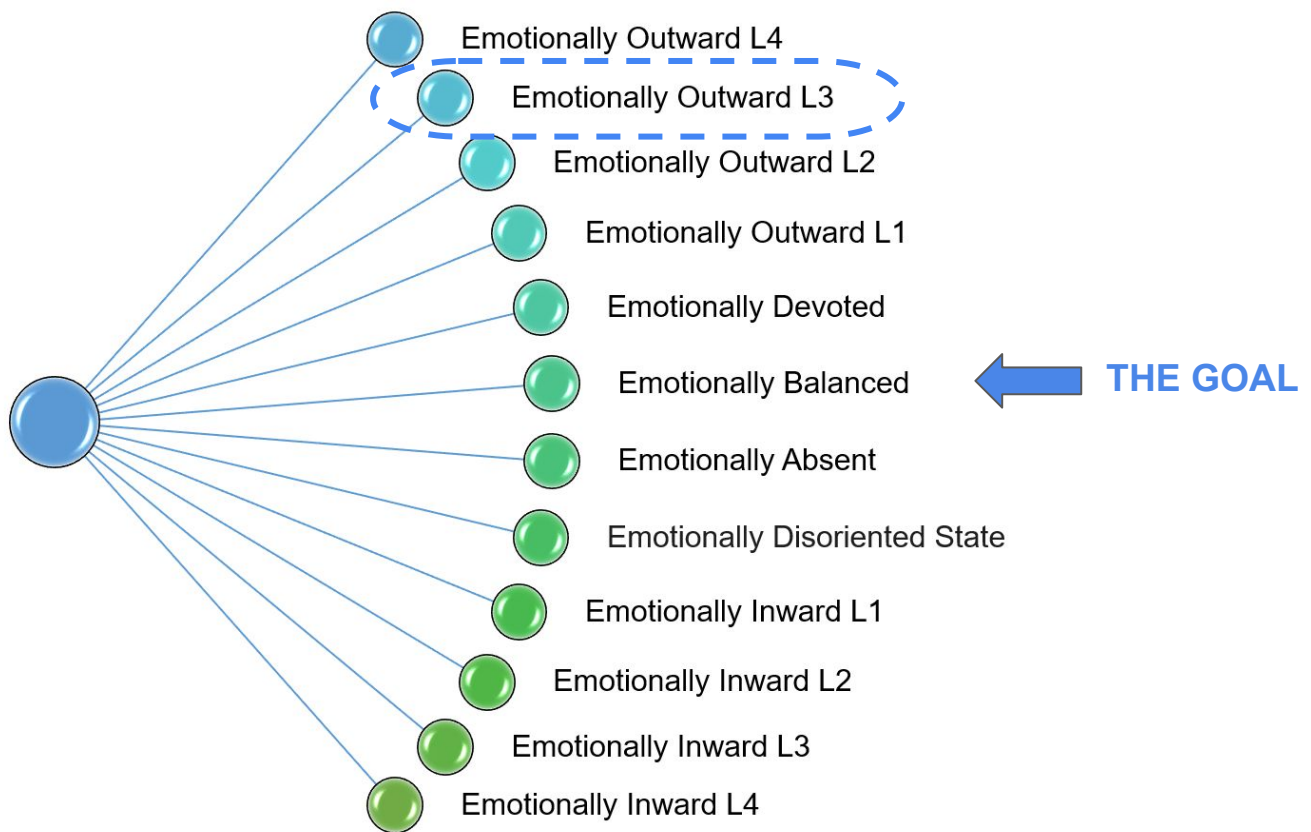 Emotionally Outward L4
Emotionally Outward L3
Emotionally Outward L2
Emotionally Outward L1
Emotionally Devoted
Emotionally Balanced
THE GOAL
Emotionally Absent
Emotionally Disoriented State
Emotionally Inward L1
Emotionally Inward L2
Emotionally Inward L3
Emotionally Inward L4